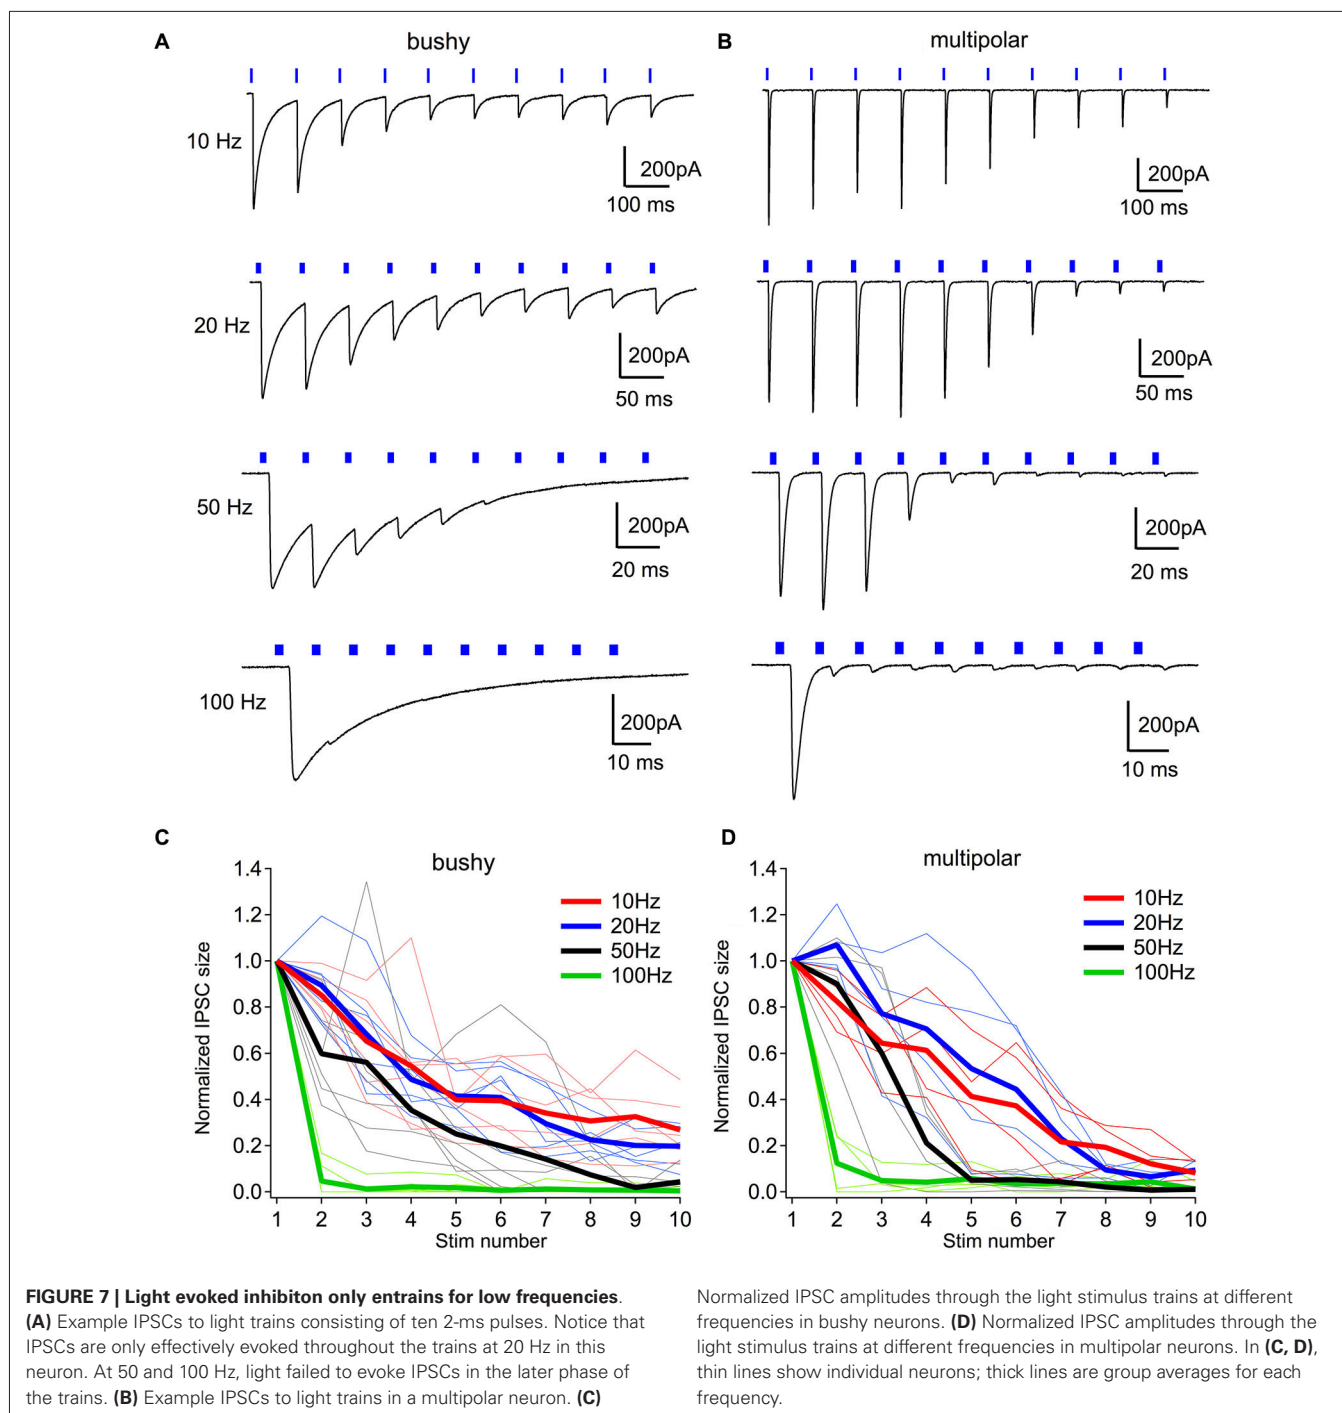 A
bushy
10 Hz
200pA
100 ms
20 Hz
200pA
50 ms
50 Hz
200pA
20 ms
100 Hz
200pA
10 ms
B
multipolar
200pA
100 ms
200pA
50 ms
200pA
20 ms
200pA
10 ms
C
bushy
Normalized IPSC size
1.4
1.2
1.0
0.8
0.6
0.4
0.2
0.0
10Hz
20Hz
50Hz
100Hz
1 2 3 4 5 6 7 8 9 10
Stim number
D
multipolar
Normalized IPSC size
1.4
1.2
1.0
0.8
0.6
0.4
0.2
0.0
10Hz
20Hz
50Hz
100Hz
1 2 3 4 5 6 7 8 9 10
Stim number
FIGURE 7 | Light evoked inhibiton only entrains for low frequencies.
(A) Example IPSCs to light trains consisting of ten 2-ms pulses. Notice that
IPSCs are only effectively evoked throughout the trains at 20 Hz in this
neuron. At 50 and 100 Hz, light failed to evoke IPSCs in the later phase of
the trains. (B) Example IPSCs to light trains in a multipolar neuron. (C)
Normalized IPSC amplitudes through the light stimulus trains at different
frequencies in bushy neurons. (D) Normalized IPSC amplitudes through the
light stimulus trains at different frequencies in multipolar neurons. In (C, D),
thin lines show individual neurons; thick lines are group averages for each
frequency.